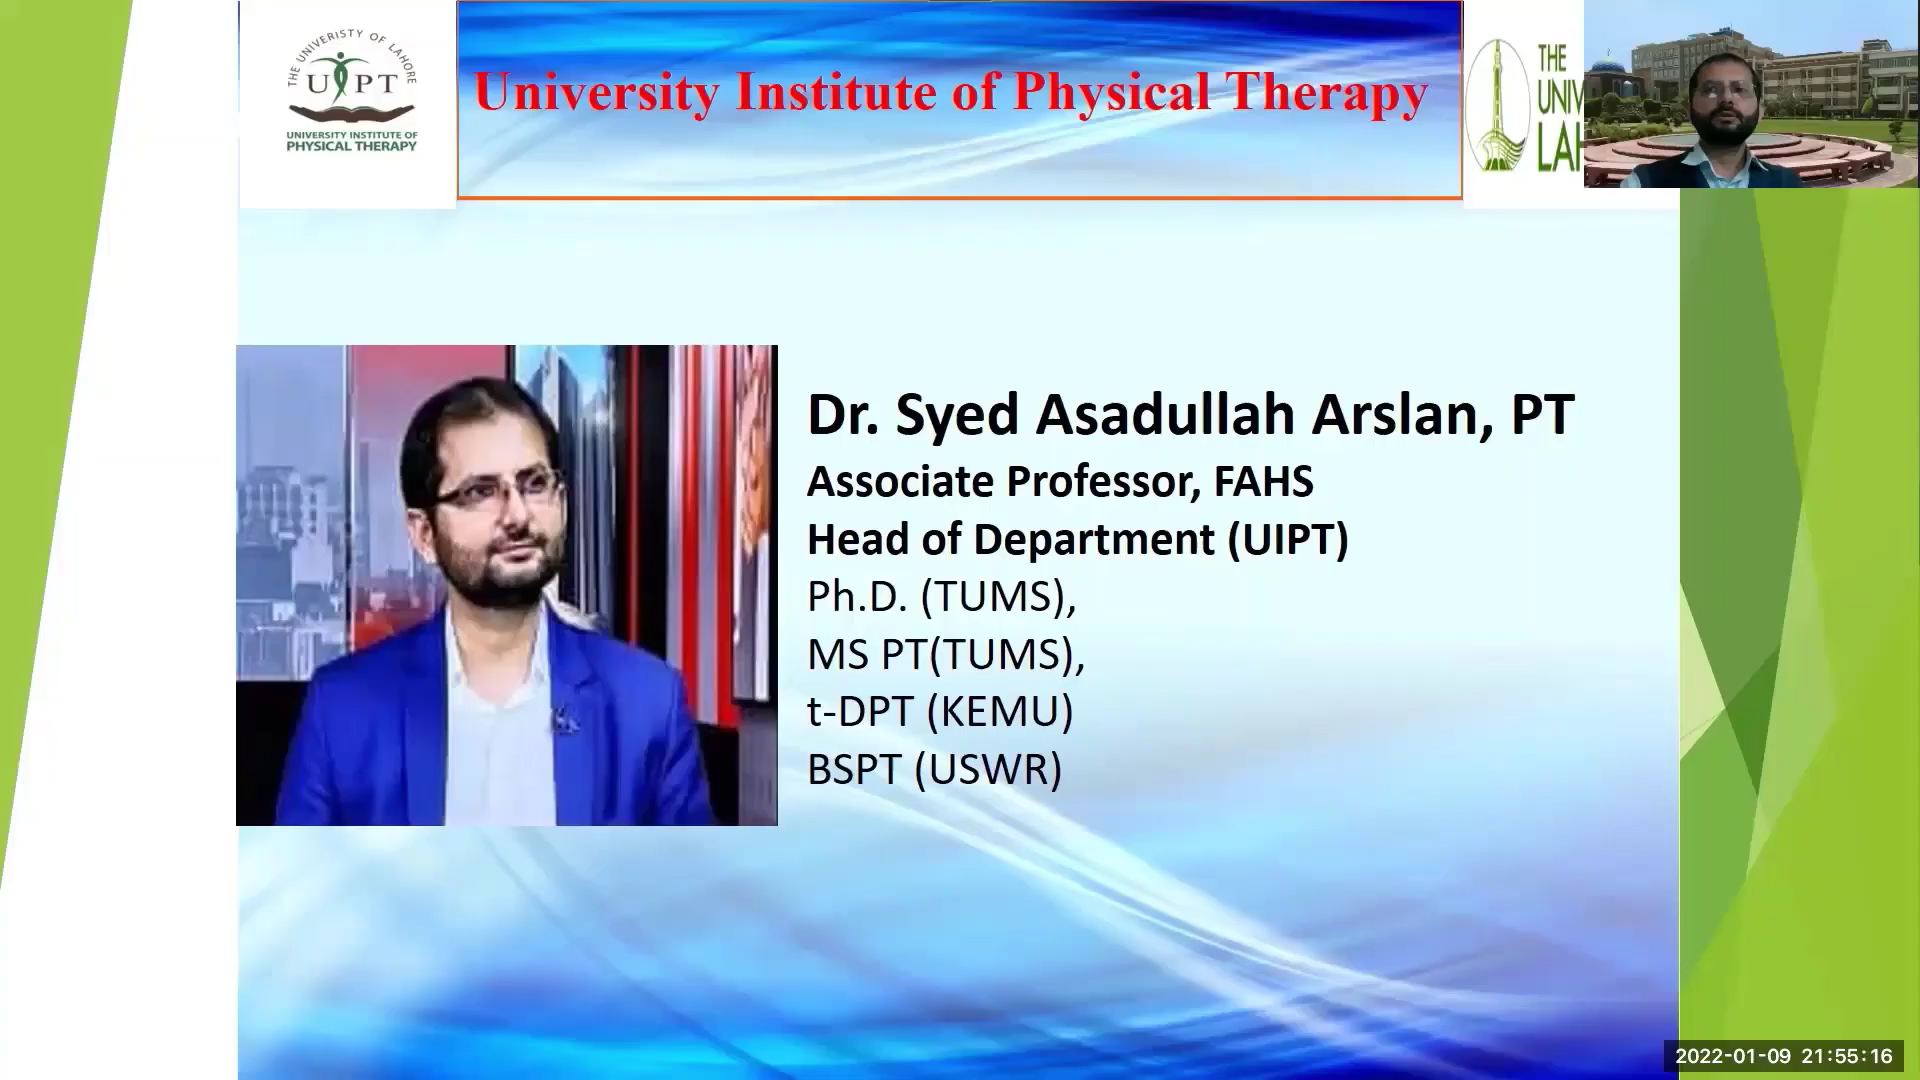 THE UNIVERISTY OF LAHORE
UIPT
UNIVERSITY INSTITUTE OF
PHYSICAL THERAPY
University Institute of Physical Therapy
THE
UNIV
LAH
Dr. Syed Asadullah Arslan, PT
Associate Professor, FAHS
Head of Department (UIPT)
Ph.D. (TUMS),
MS PT(TUMS),
t-DPT (KEMU)
BSPT (USWR)
2022-01-09 21:55:16